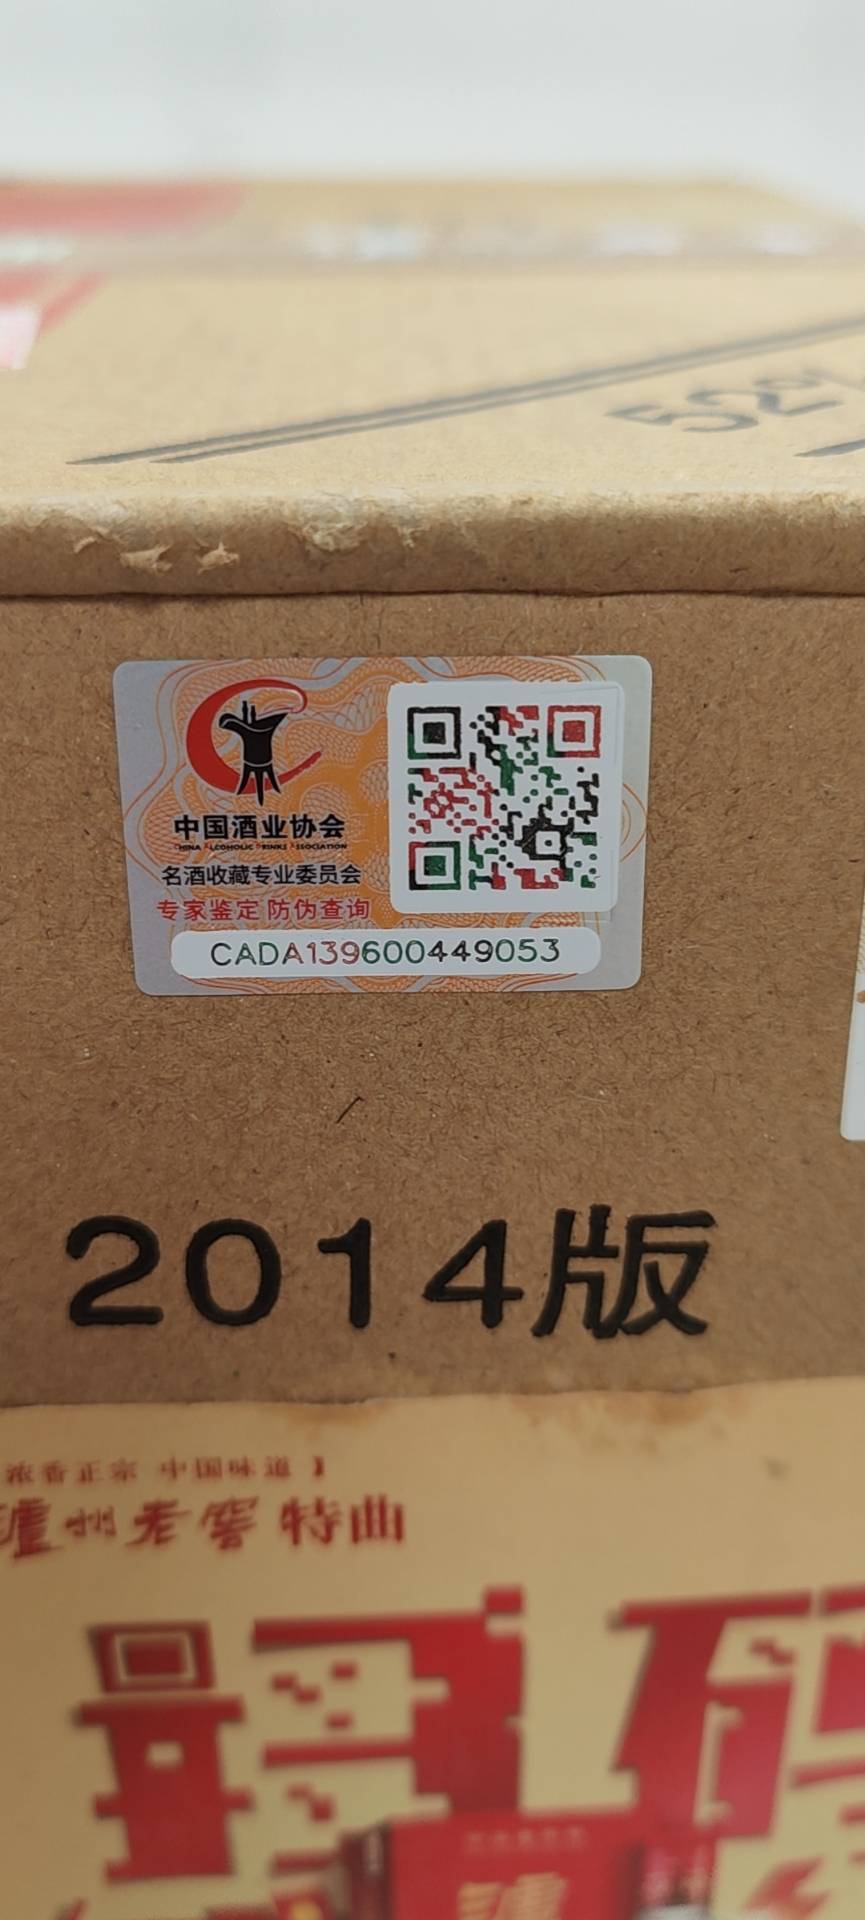 52%
中国酒业协会
CHINA ALCOHOLIC DRINKS ASSOCIATION
名酒收藏专业委员会
专家鉴定 防伪查询
CADA139600449053
2014版
浓香正宗 中国味道】
泸州老窖 特曲